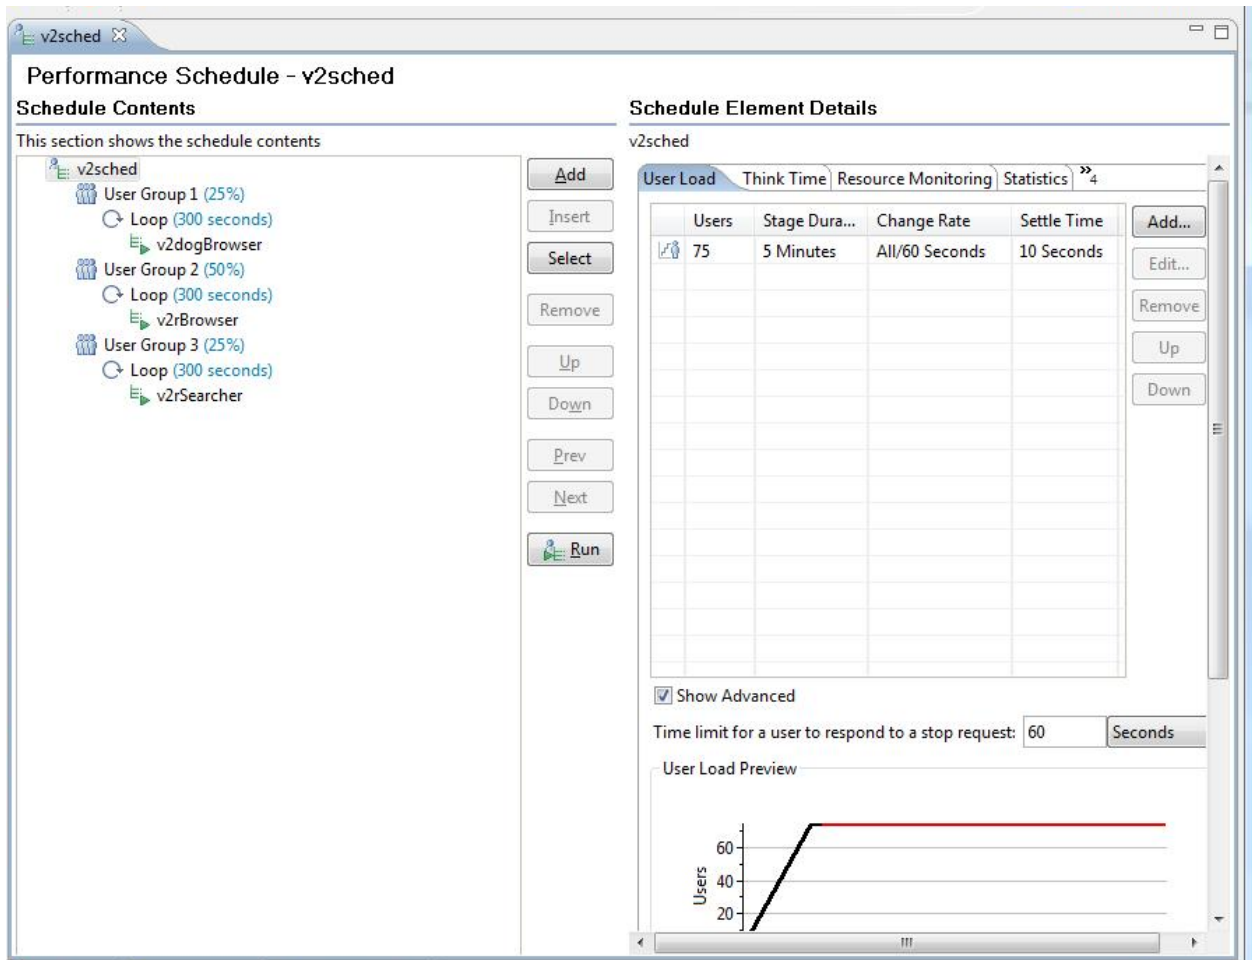 v2sched
Performance Schedule - v2sched
Schedule Contents
This section shows the schedule contents
v2sched
User Group 1 (25%)
Loop (300 seconds)
v2dogBrowser
User Group 2 (50%)
Loop (300 seconds)
v2rBrowser
User Group 3 (25%)
Loop (300 seconds)
v2rSearcher
Add
Insert
Select
Remove
Up
Down
Prev
Next
Run
Schedule Element Details
v2sched
User Load Think Time Resource Monitoring Statistics »4
Users Stage Dura... Change Rate Settle Time
75 5 Minutes All/60 Seconds 10 Seconds
Add...
Edit...
Remove
Up
Down
Show Advanced
Time limit for a user to respond to a stop request: 60 Seconds
User Load Preview
Users
60
40
20